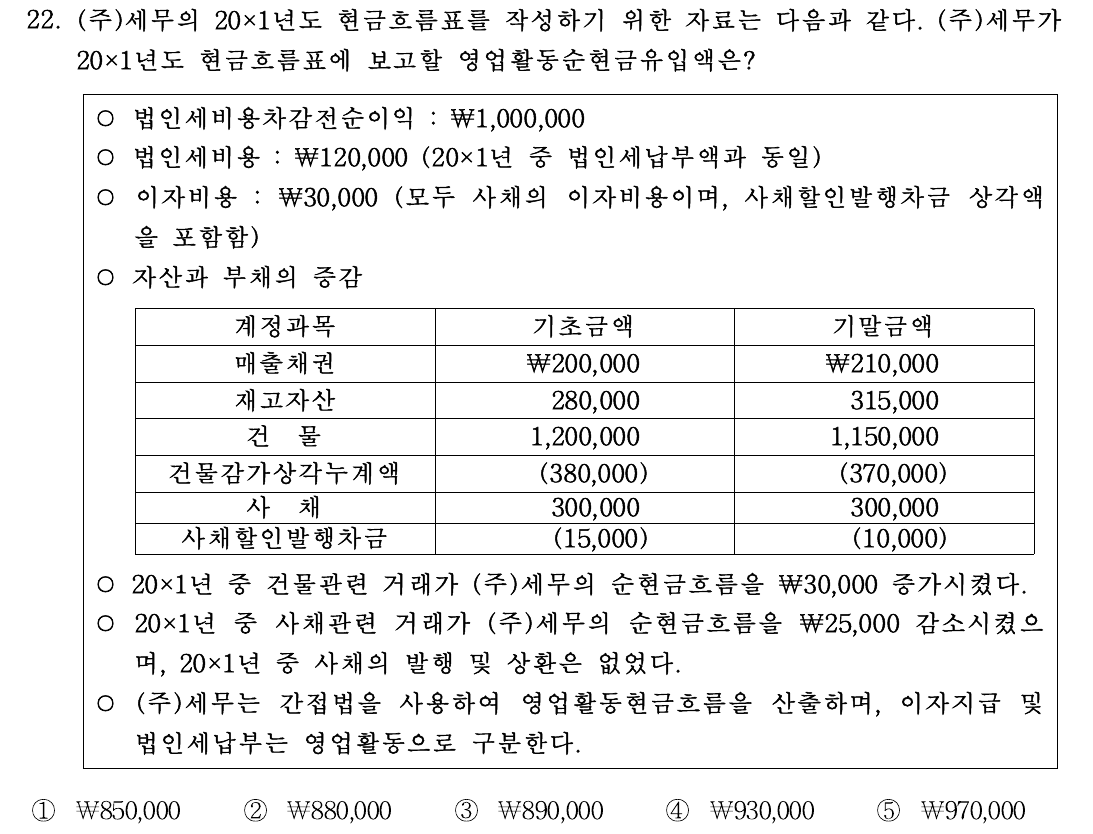 22. (주)세무의 20×1년도 현금흐름표를 작성하기 위한 자료는 다음과 같다. (주)세무가
20×1년도 현금흐름표에 보고할 영업활동순현금유입액은?
○ 법인세비용차감전순이익 : ₩1,000,000
○ 법인세비용 : ₩120,000 (20×1년 중 법인세납부액과 동일)
○ 이자비용 : ₩30,000 (모두 사채의 이자비용이며, 사채할인발행차금 상각액
을 포함함)
○ 자산과 부채의 증감
계정과목 기초금액 기말금액
매출채권 ₩200,000 ₩210,000
재고자산 280,000 315,000
건 물 1,200,000 1,150,000
건물감가상각누계액 (380,000) (370,000)
사 채 300,000 300,000
사채할인발행차금 (15,000) (10,000)
○ 20×1년 중 건물관련 거래가 (주)세무의 순현금흐름을 ₩30,000 증가시켰다.
○ 20×1년 중 사채관련 거래가 (주)세무의 순현금흐름을 ₩25,000 감소시켰으
며, 20×1년 중 사채의 발행 및 상환은 없었다.
○ (주)세무는 간접법을 사용하여 영업활동현금흐름을 산출하며, 이자지급 및
법인세납부는 영업활동으로 구분한다.
① ₩850,000 ② ₩880,000 ③ ₩890,000 ④ ₩930,000 ⑤ ₩970,000